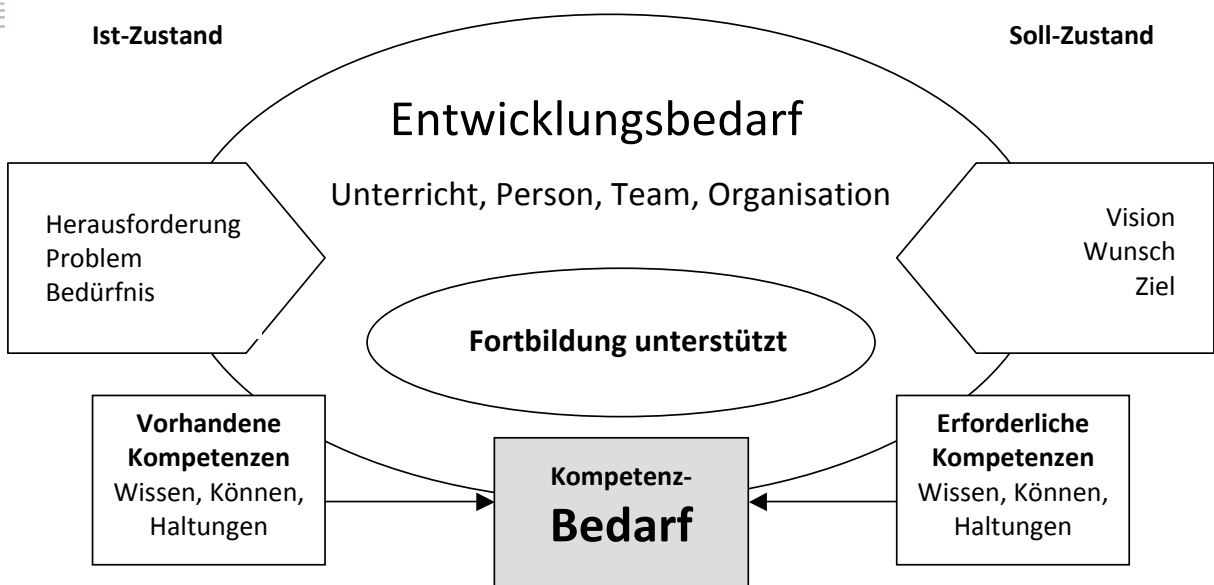 Ist-Zustand
Soll-Zustand
Entwicklungsbedarf
Unterricht, Person, Team, Organisation
Herausforderung
Problem
Bedürfnis
Vision
Wunsch
Ziel
Fortbildung unterstützt
Vorhandene
Kompetenzen
Wissen, Können,
Haltungen
Kompetenz-
Bedarf
Erforderliche
Kompetenzen
Wissen, Können,
Haltungen